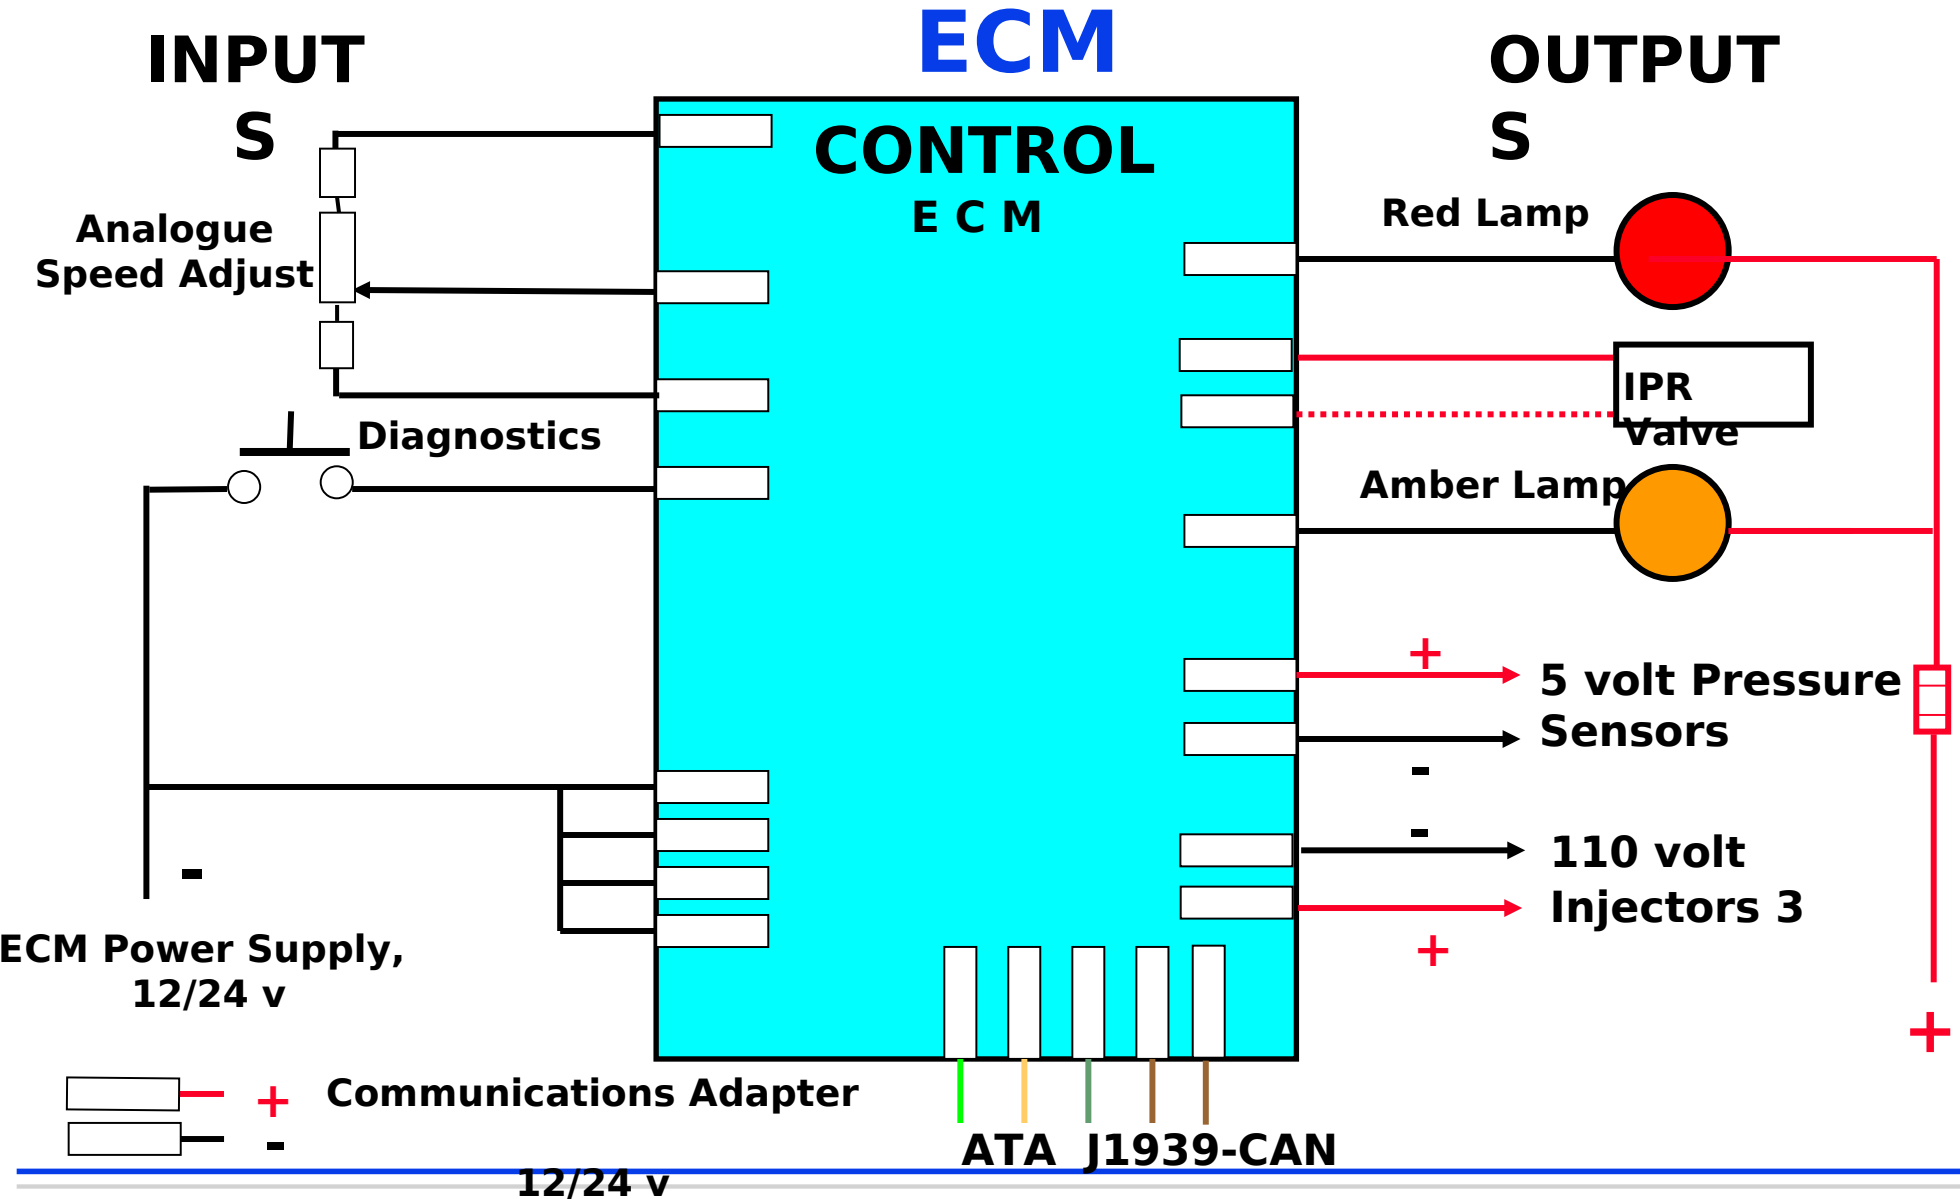 ECM
INPUT
S
OUTPUT
S
CONTROL
E C M
Analogue
Speed Adjust
Diagnostics
Red Lamp
IPR
Valve
Amber Lamp
+
5 volt Pressure
Sensors
-
-
110 volt
Injectors 3
+
+
-
ECM Power Supply,
12/24 v
+
-
Communications Adapter
12/24 v
ATA J1939-CAN